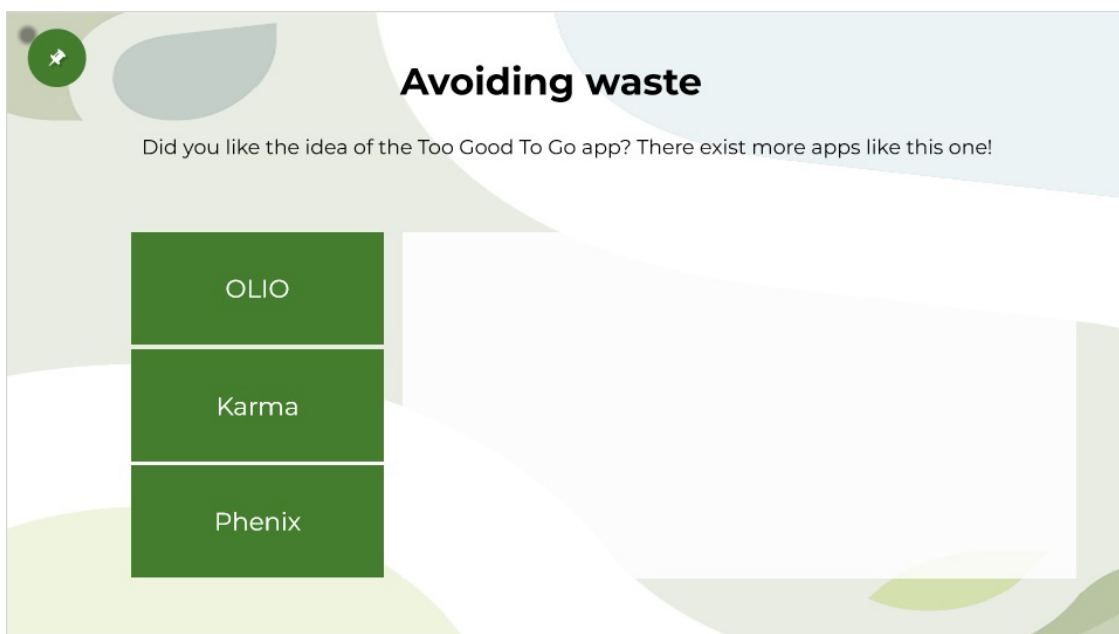 Avoiding waste
Did you like the idea of the Too Good To Go app? There exist more apps like this one!
OLIO
Karma
Phenix